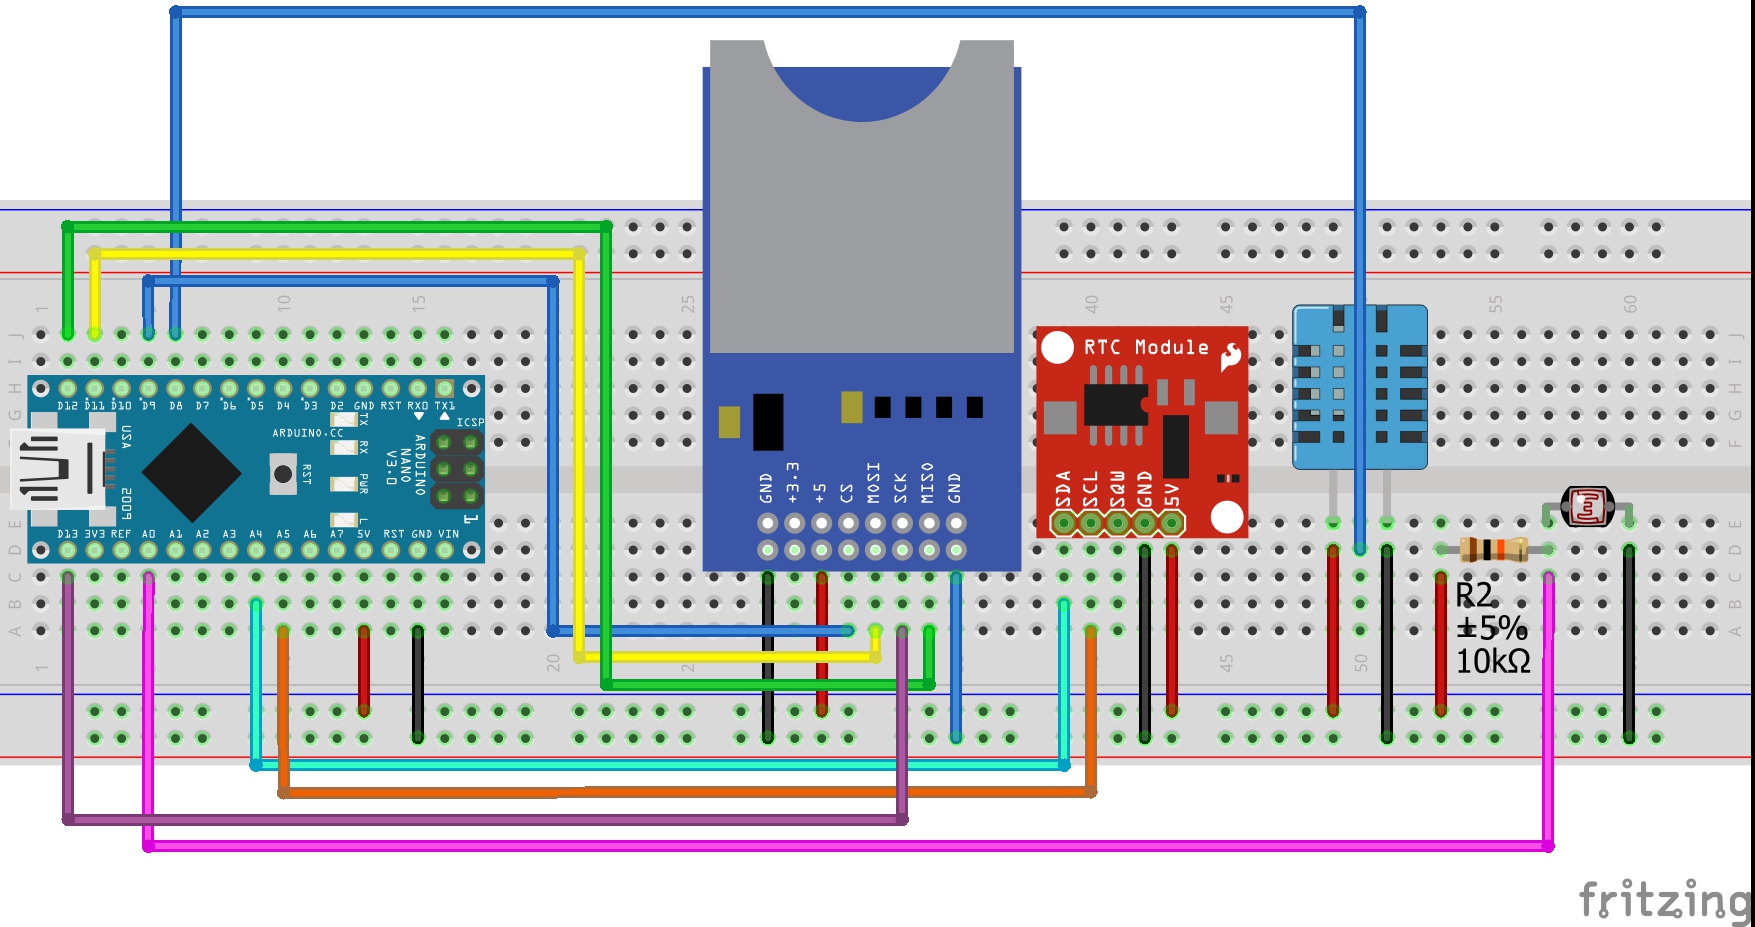 1 10 15 25 40 45 55 60
J J
I I
H H
G G
F
E E
D D
C C
B B
A A
D12 D11 D10 D9 D8 D7 D6 D5 D4 D3 D2 GND RST RX0 TX1
ICSP
TX
RX
PWR
L
USA
2009
ARDUINO.CC
RST
ARDUINO
NANO
V3.0
1
D13 3V3 REF A0 A1 A2 A3 A4 A5 A6 A7 5V RST GND VIN
GND
+3.3
+5
CS
MOSI
SCK
MISO
GND
RTC Module
SDA
SCL
SQW
GND
5V
R2
±5%
10kΩ
1 20 2 45 50
fritzing